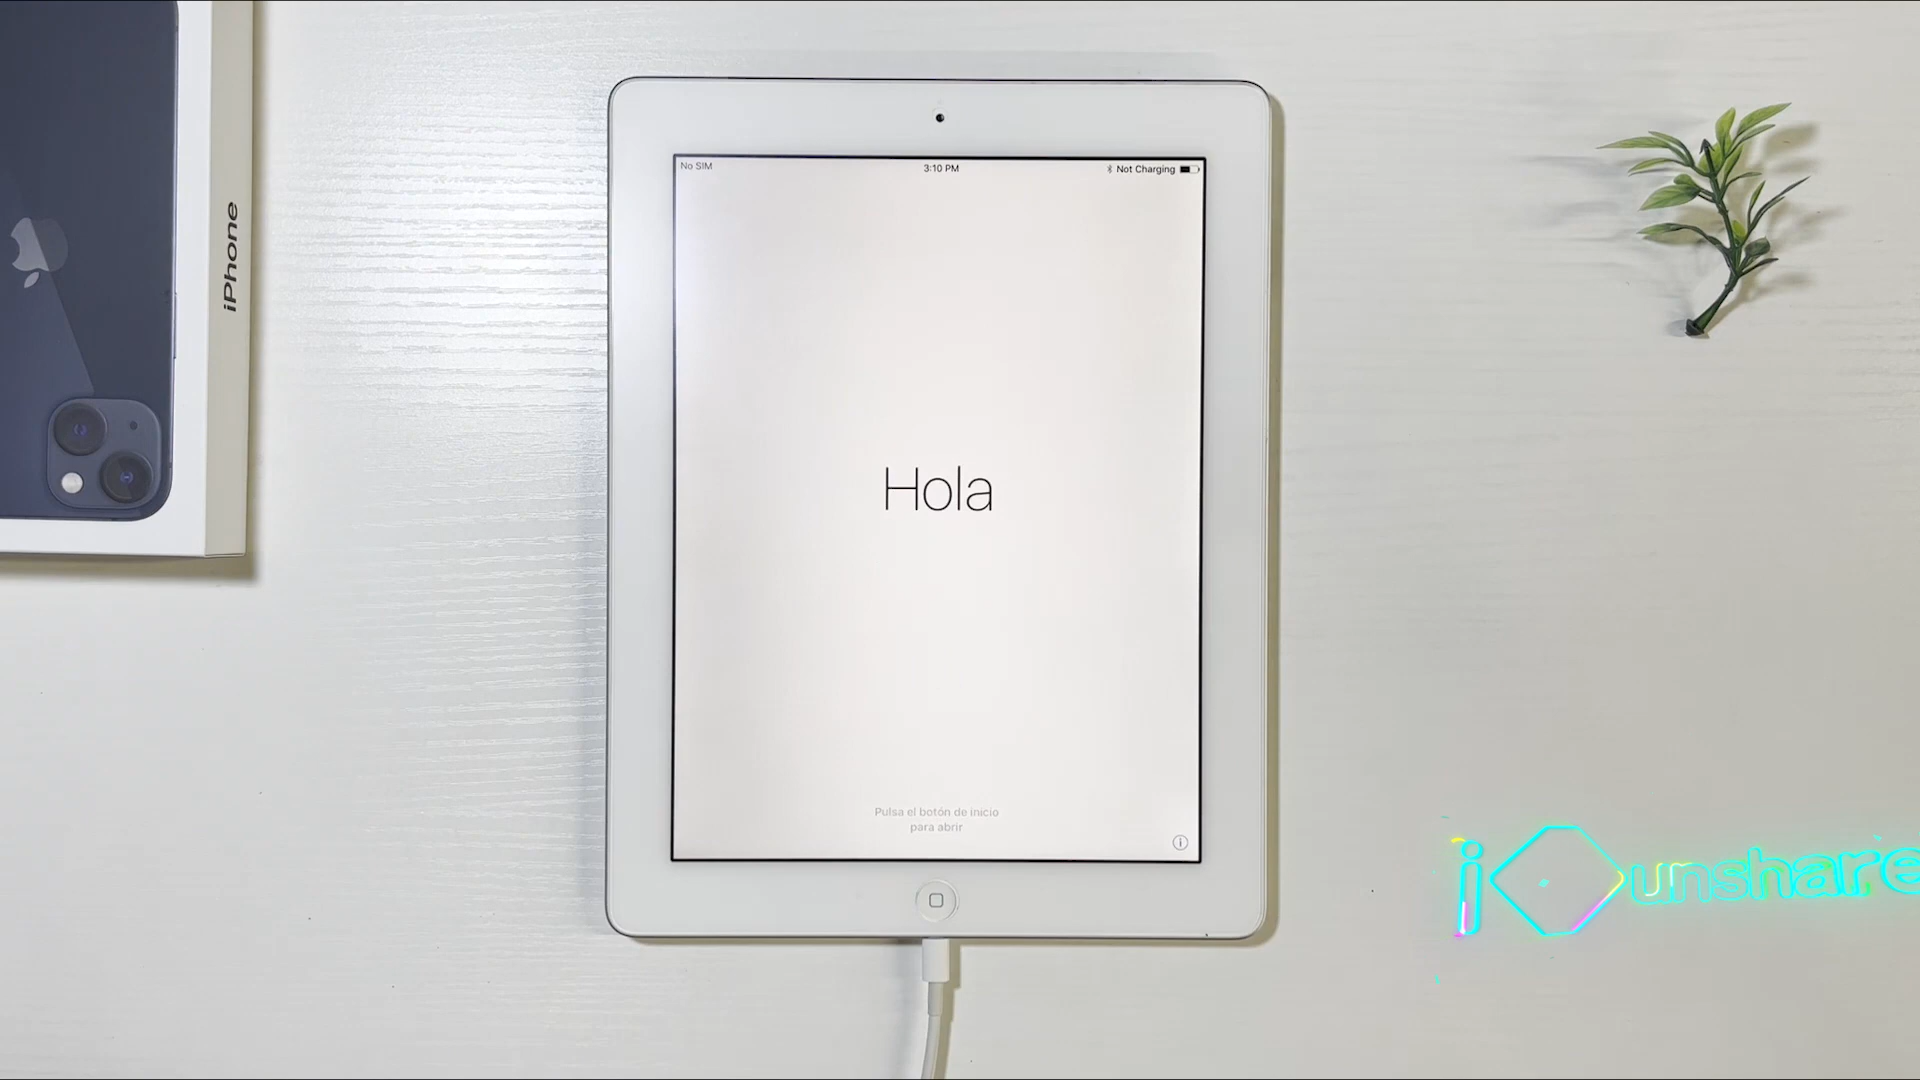 iPhone
No SIM
3:10 PM
Not Charging
Hola
Pulsa el botón de inicio
para abrir
iunshare